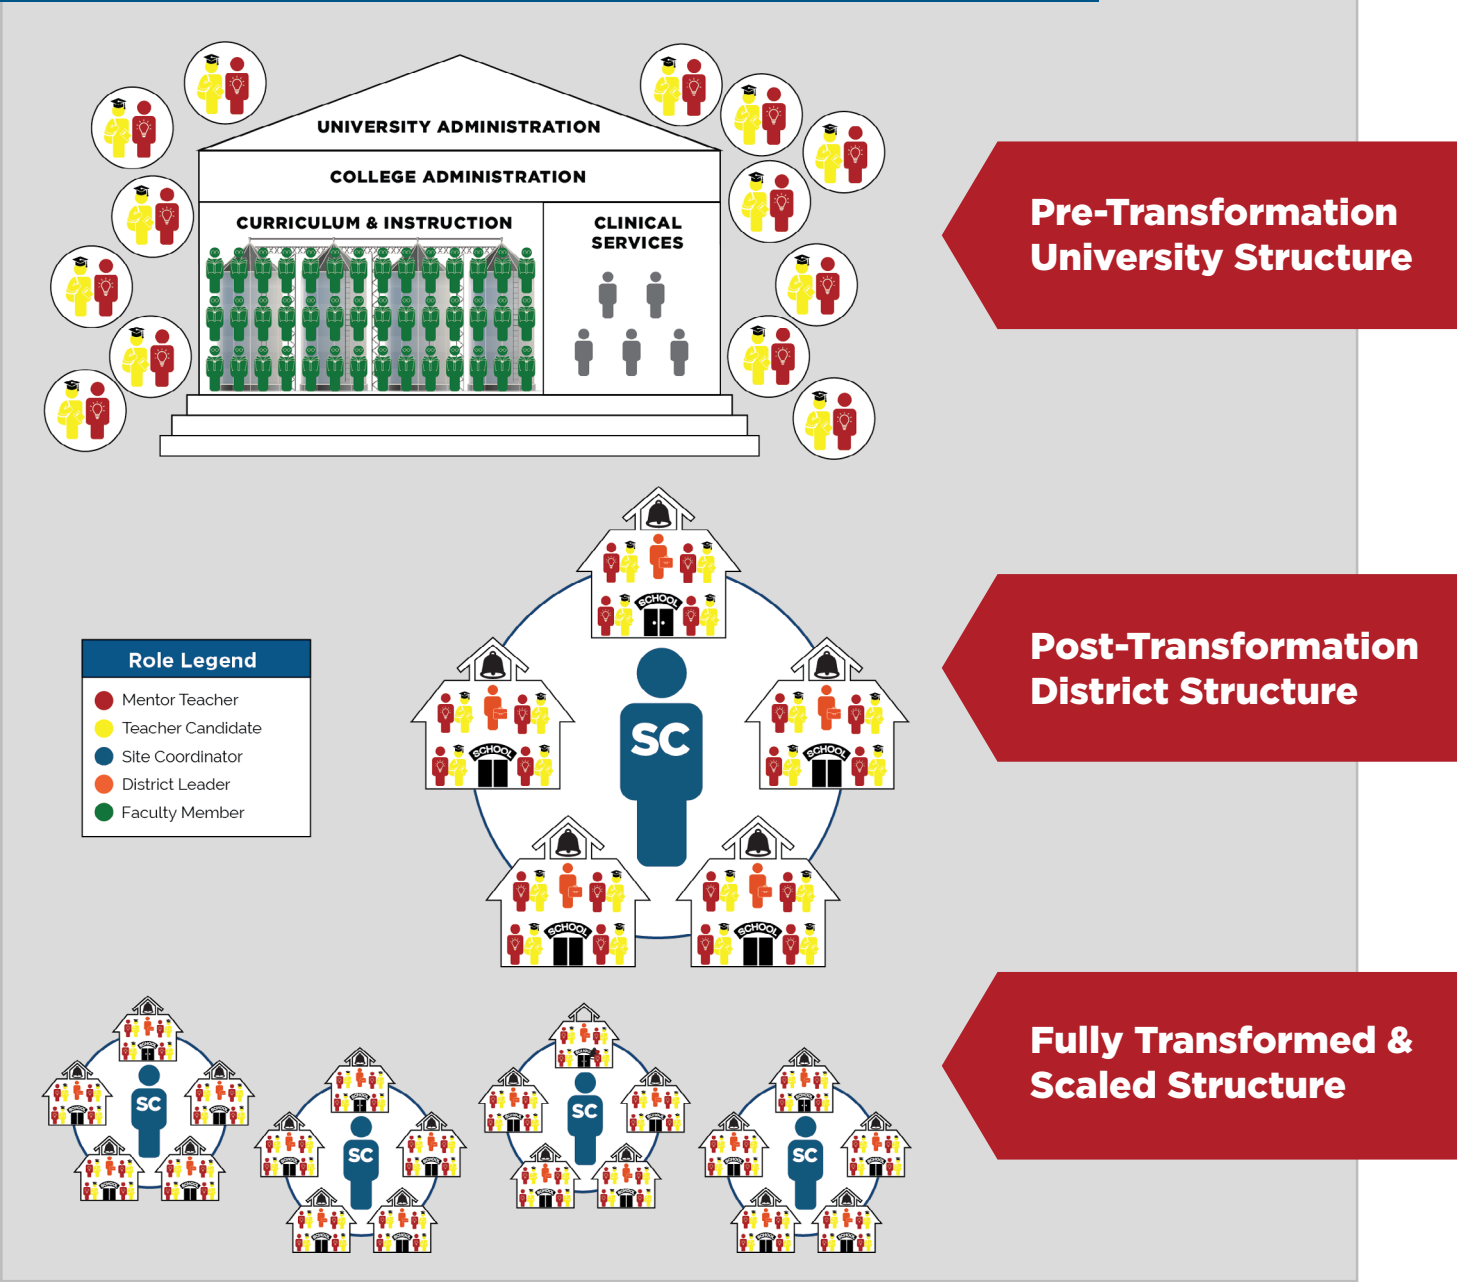 UNIVERSITY ADMINISTRATION
COLLEGE ADMINISTRATION
CURRICULUM & INSTRUCTION
CLINICAL
SERVICES
Pre-Transformation
University Structure
SCHOOL
SC
SCHOOL
SCHOOL
SCHOOL
SCHOOL
Post-Transformation
District Structure
Role Legend
Mentor Teacher
Teacher Candidate
Site Coordinator
District Leader
Faculty Member
SC
SC
SC
SC
Fully Transformed &
Scaled Structure